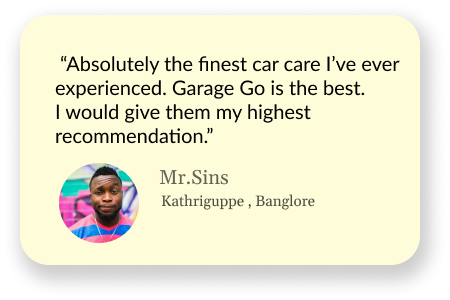 “Absolutely the finest car care I’ve ever
experienced. Garage Go is the best.
I would give them my highest
recommendation.”
Mr.Sins
Kathriguppe , Banglore